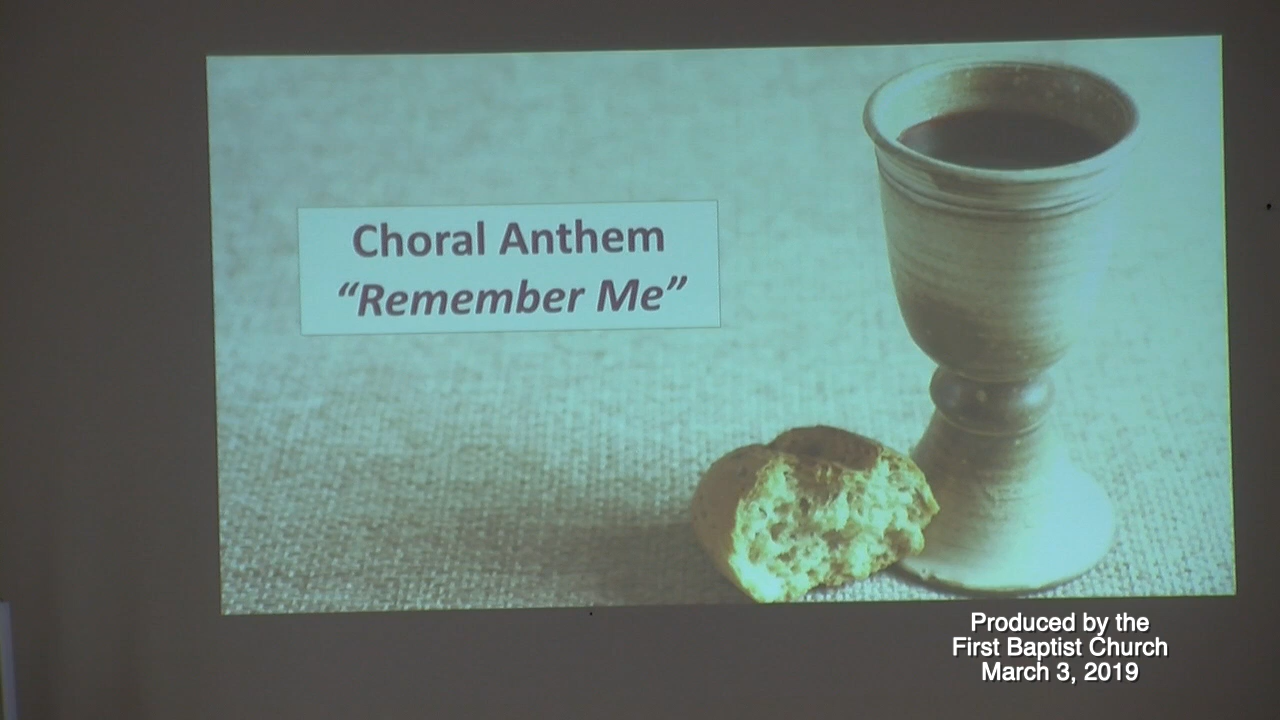 Choral Anthem
“Remember Me”
Produced by the
First Baptist Church
March 3, 2019